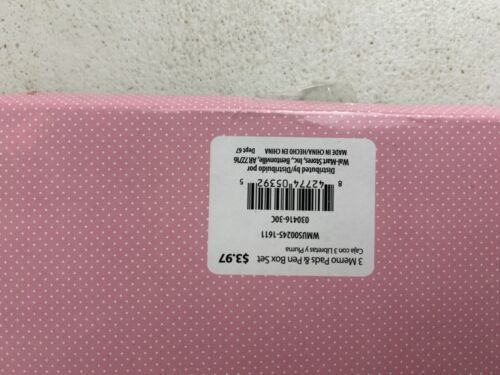 3 Memo Pads & Pen Box Set $3.97
Caja con 3 Libretas y Pluma
WMUS00245-1611
030416-30C
8 42774 05392 5
Distributed by/Distribuido por
Wal-Mart Stores, Inc., Bentonville, AR 72716
MADE IN CHINA/HECHO EN CHINA Dept 67